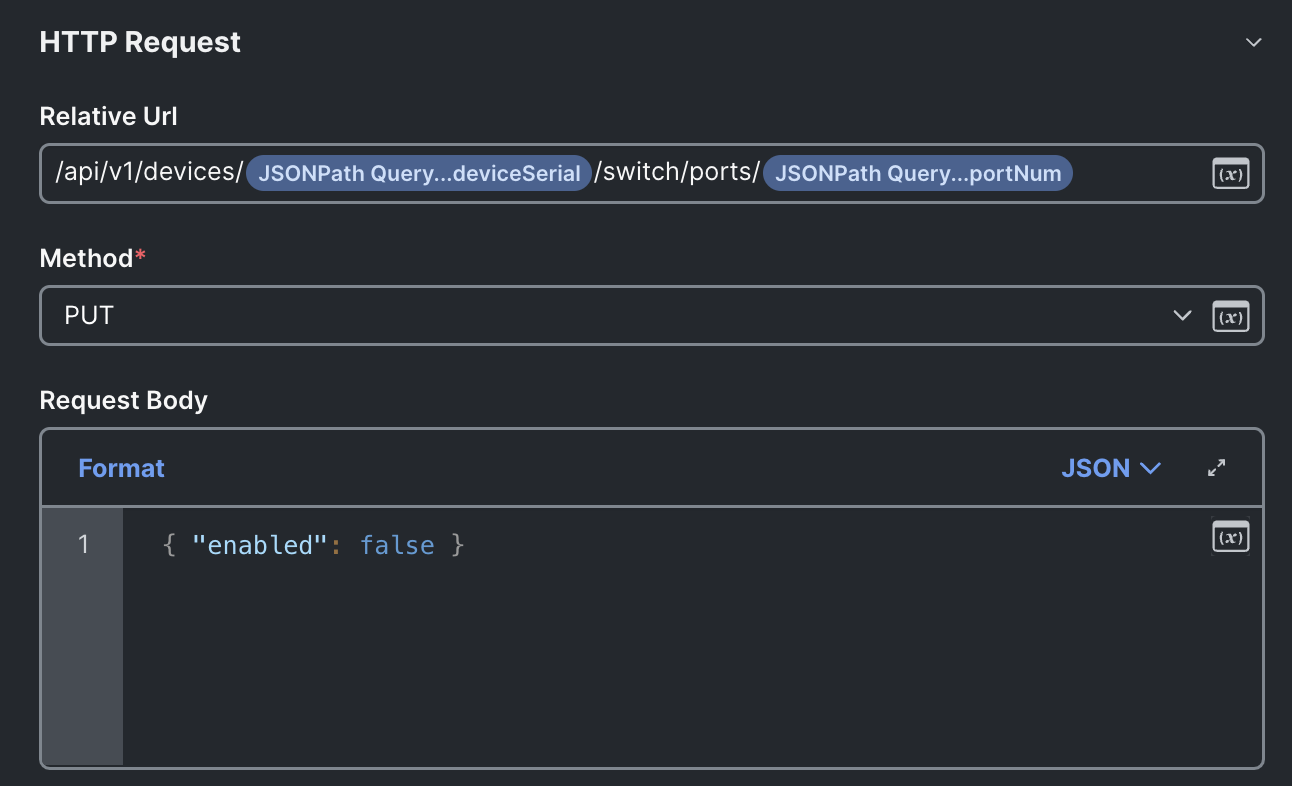 HTTP Request
Relative Url
/api/v1/devices/ JSONPath Query...deviceSerial /switch/ports/ JSONPath Query...portNum (x)
Method*
PUT (x)
Request Body
Format JSON
1 { "enabled": false } (x)